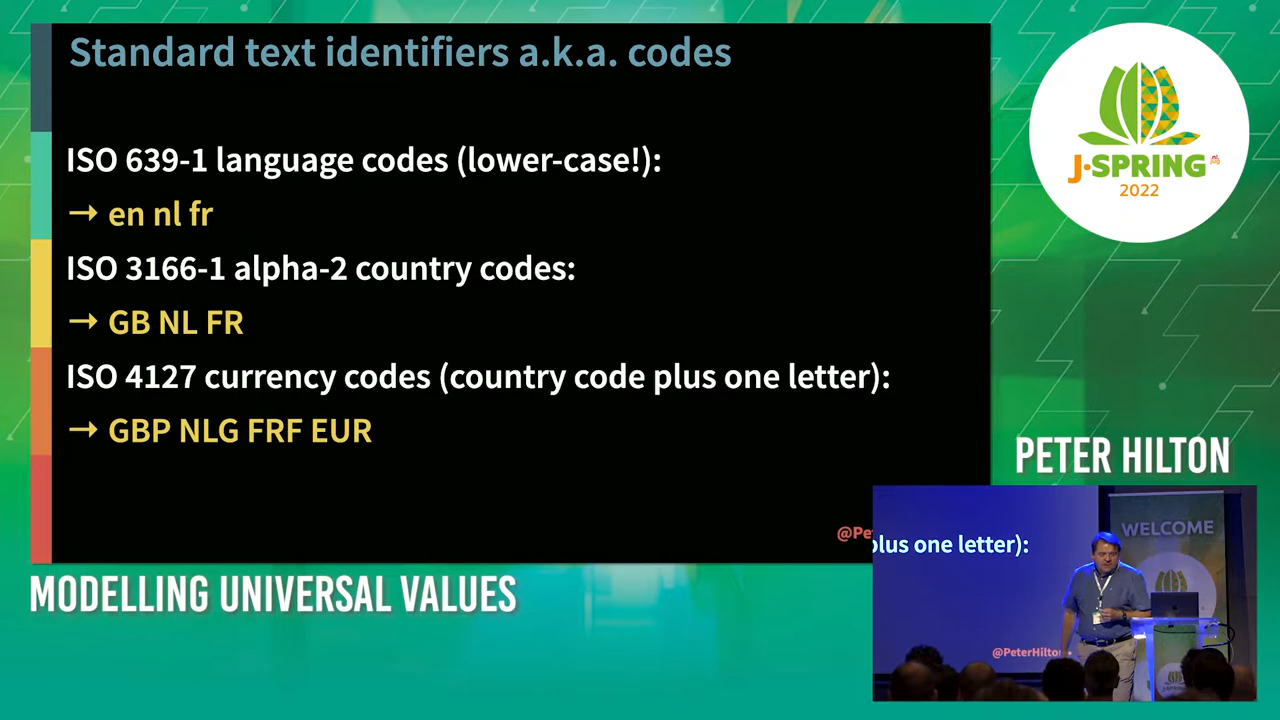 Standard text identifiers a.k.a. codes
ISO 639-1 language codes (lower-case!):
→ en nl fr
ISO 3166-1 alpha-2 country codes:
→ GB NL FR
ISO 4127 currency codes (country code plus one letter):
→ GBP NLG FRF EUR
@Pe
J-SPRING
2022
PETER HILTON
plus one letter):
WELCOME
@PeterHilton
J-SPRING
MODELLING UNIVERSAL VALUES